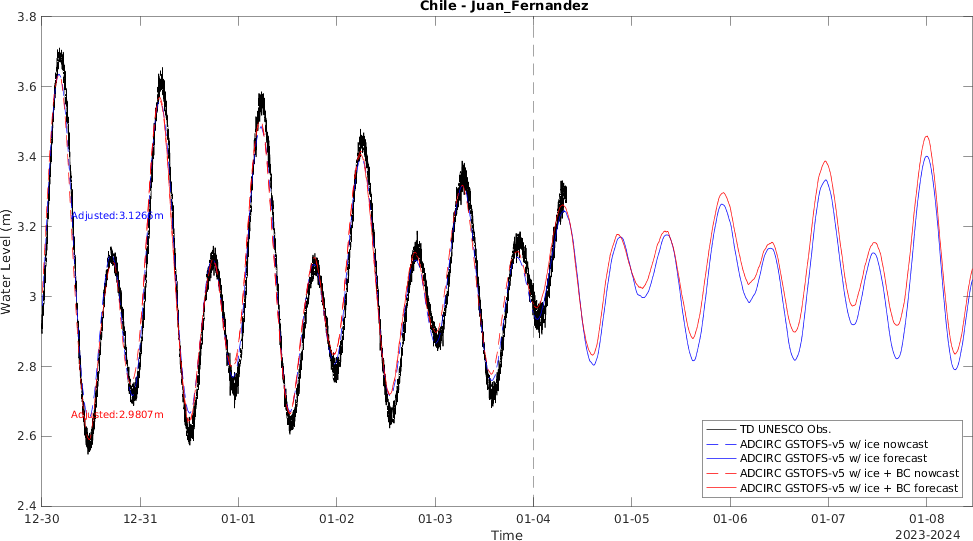 Chile - Juan_Fernandez
3.8
3.6
3.4
3.2
3
2.8
2.6
2.4
Water Level (m)
Adjusted:3.1266m
Adjusted:2.9807m
TD UNESCO Obs.
ADCIRC GSTOFS-v5 w/ ice nowcast
ADCIRC GSTOFS-v5 w/ ice forecast
ADCIRC GSTOFS-v5 w/ ice + BC nowcast
ADCIRC GSTOFS-v5 w/ ice + BC forecast
12-30 12-31 01-01 01-02 01-03 01-04 01-05 01-06 01-07 01-08
Time
2023-2024